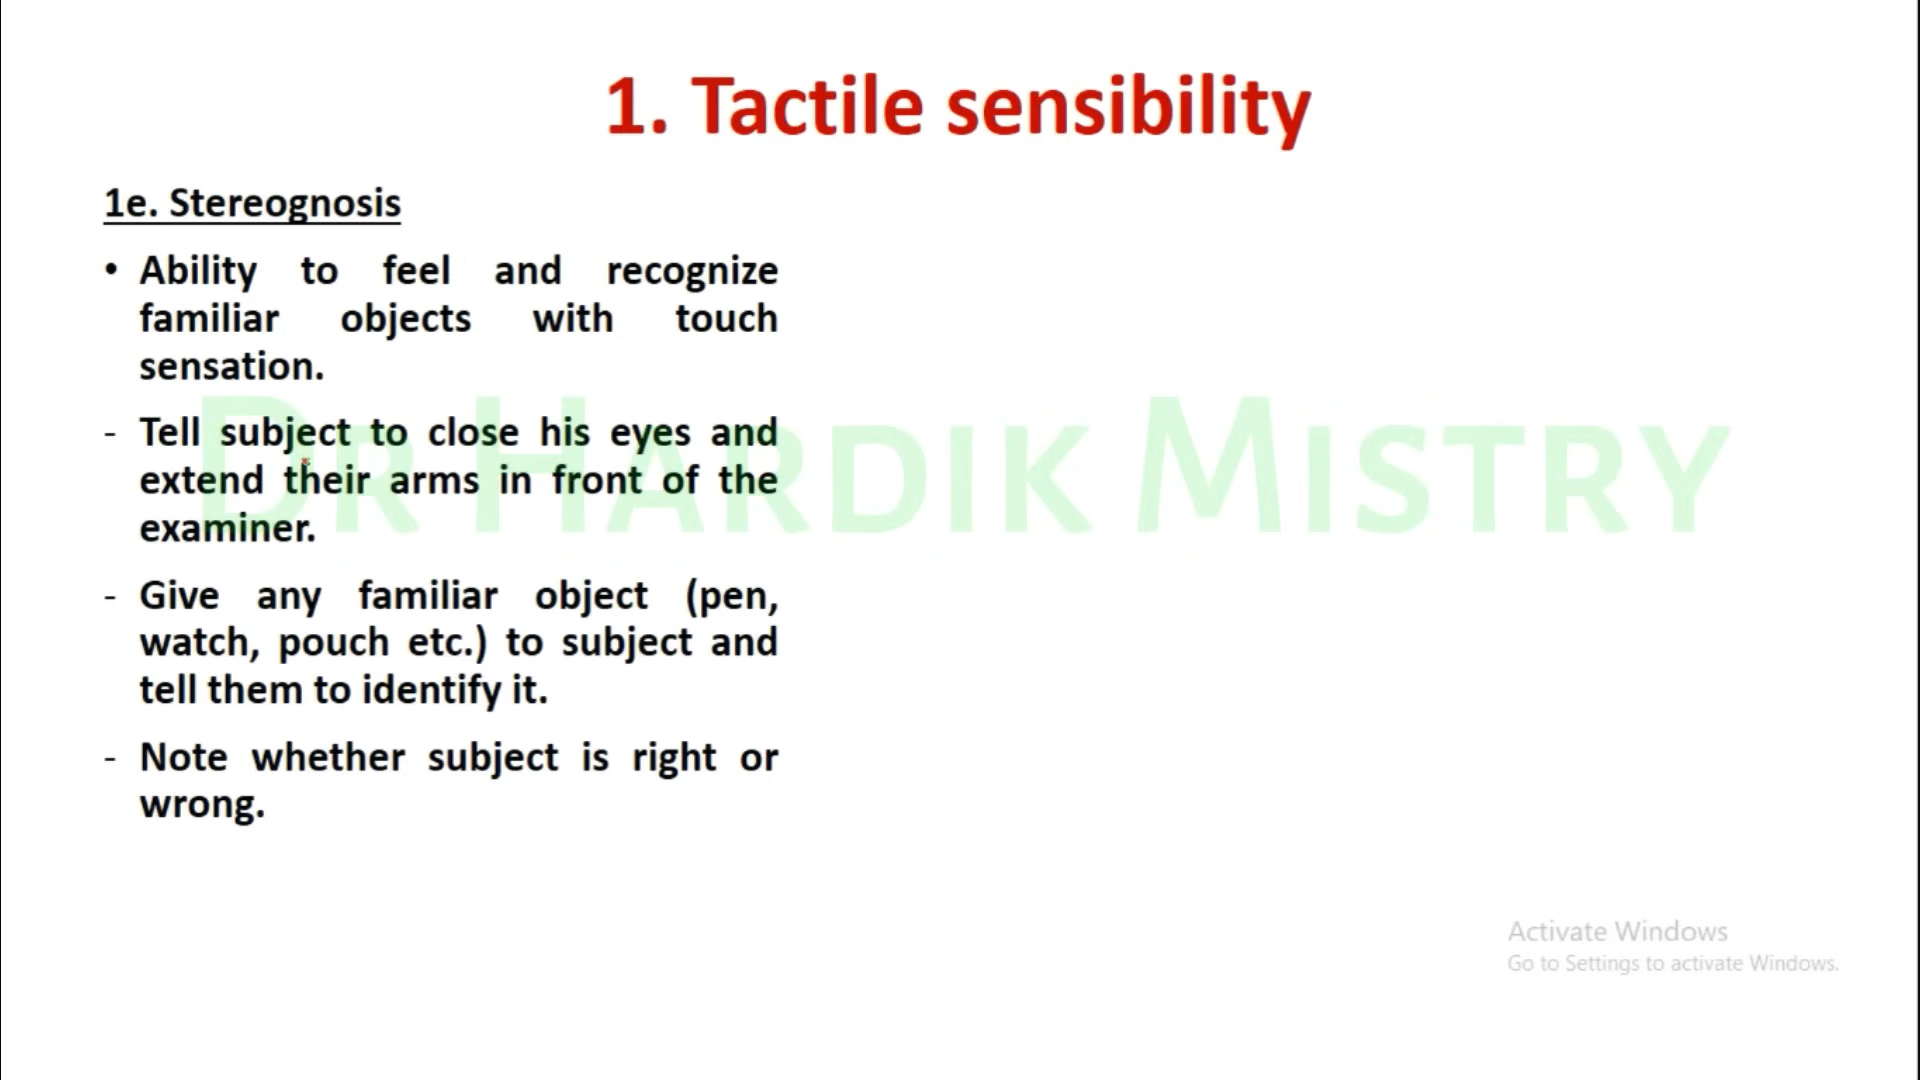 1. Tactile sensibility
1e. Stereognosis
• Ability to feel and recognize
familiar objects with touch
sensation.
- Tell subject to close his eyes and
extend their arms in front of the
examiner.
- Give any familiar object (pen,
watch, pouch etc.) to subject and
tell them to identify it.
- Note whether subject is right or
wrong.
DR HARDIK MISTRY
Activate Windows
Go to Settings to activate Windows.